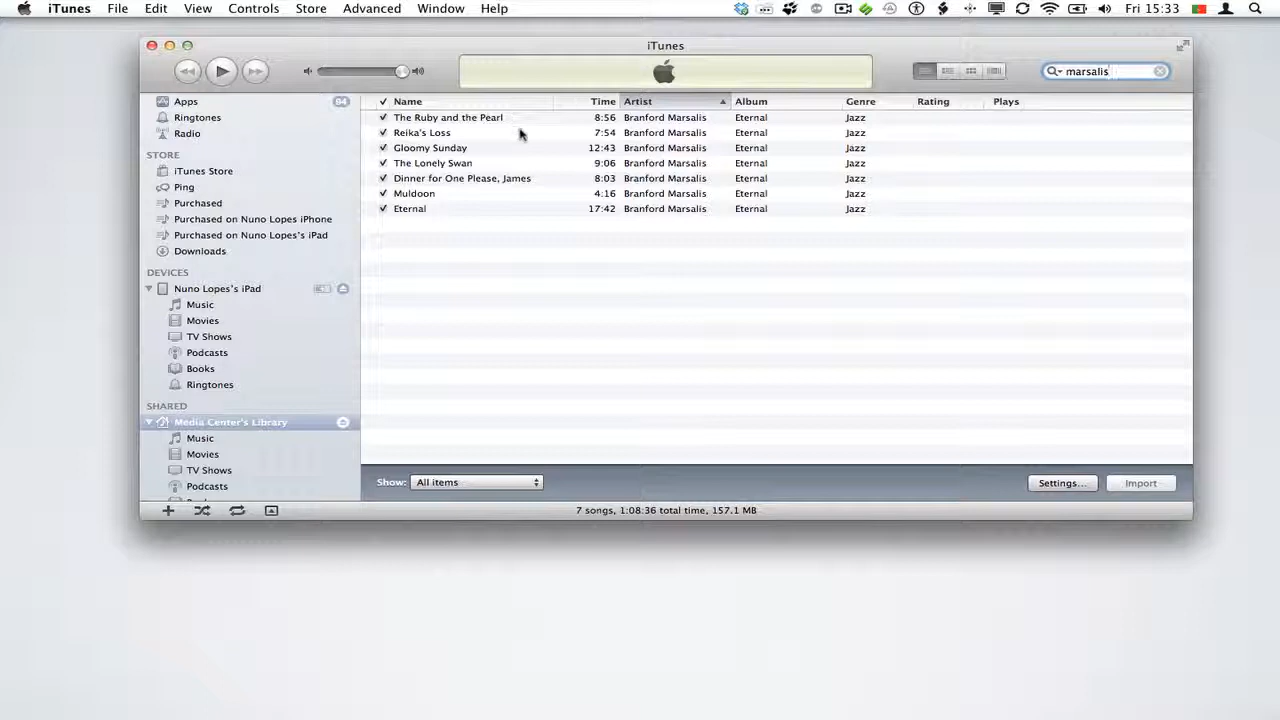 iTunes File Edit View Controls Store Advanced Window Help Fri 15:33
iTunes
marsalis
Apps 94
Ringtones
Radio
STORE
iTunes Store
Ping
Purchased
Purchased on Nuno Lopes iPhone
Purchased on Nuno Lopes's iPad
Downloads
DEVICES
Nuno Lopes's iPad
Music
Movies
TV Shows
Podcasts
Books
Ringtones
SHARED
Media Center's Library
Music
Movies
TV Shows
Podcasts
Name Time Artist Album Genre Rating Plays
The Ruby and the Pearl 8:56 Branford Marsalis Eternal Jazz
Reika's Loss 7:54 Branford Marsalis Eternal Jazz
Gloomy Sunday 12:43 Branford Marsalis Eternal Jazz
The Lonely Swan 9:06 Branford Marsalis Eternal Jazz
Dinner for One Please, James 8:03 Branford Marsalis Eternal Jazz
Muldoon 4:16 Branford Marsalis Eternal Jazz
Eternal 17:42 Branford Marsalis Eternal Jazz
Show: All items Settings... Import
7 songs, 1:08:36 total time, 157.1 MB